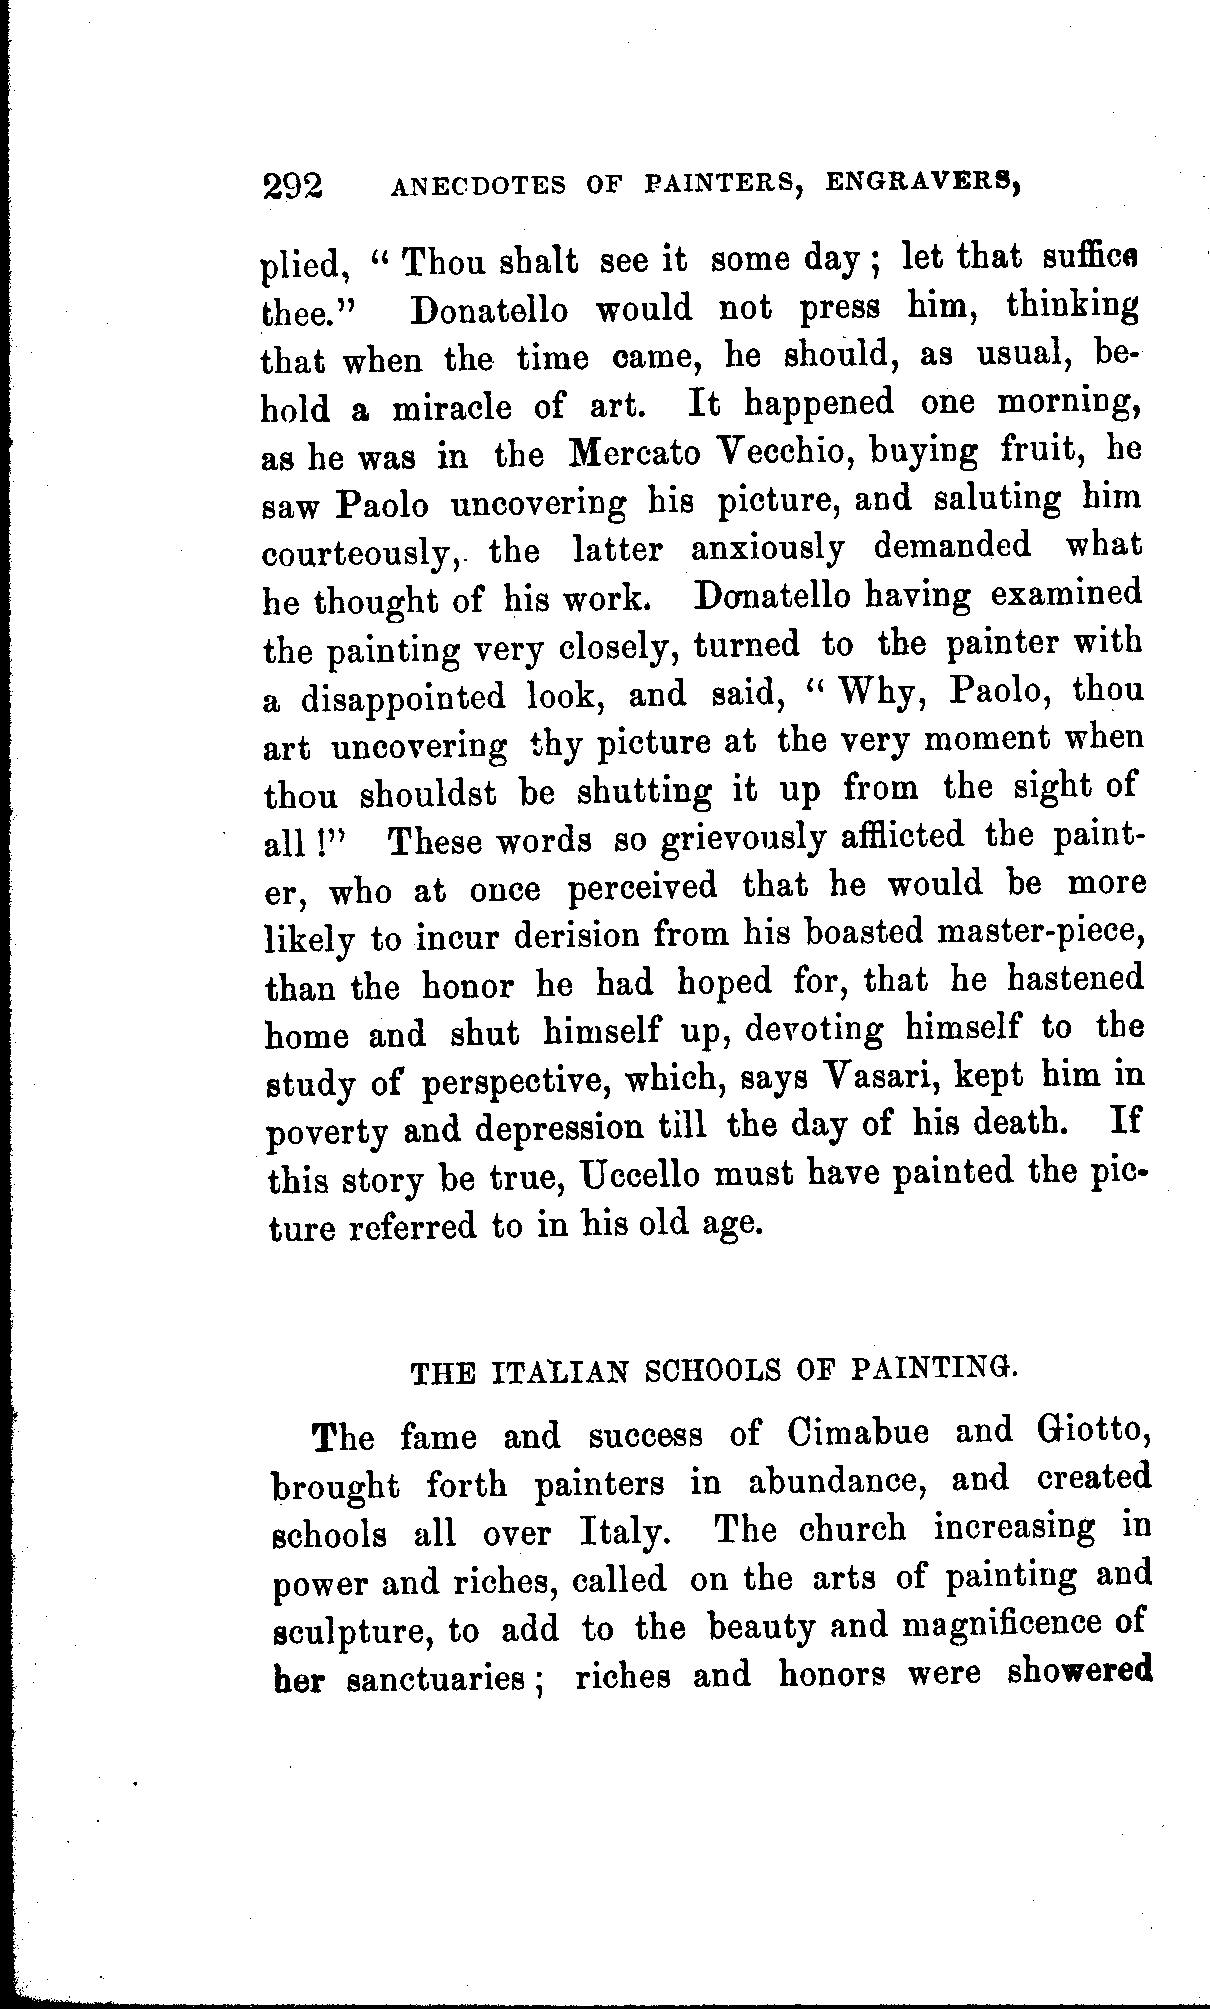 292 ANECDOTES OF PAINTERS, ENGRAVERS,
plied, “ Thou shalt see it some day ; let that suffice
thee.” Donatello would not press him, thinking
that when the time came, he should, as usual, be-
hold a miracle of art. It happened one morning,
as he was in the Mercato Vecchio, buying fruit, he
saw Paolo uncovering his picture, and saluting him
courteously, the latter anxiously demanded what
he thought of his work. Donatello having examined
the painting very closely, turned to the painter with
a disappointed look, and said, “ Why, Paolo, thou
art uncovering thy picture at the very moment when
thou shouldst be shutting it up from the sight of
all !” These words so grievously afflicted the paint-
er, who at once perceived that he would be more
likely to incur derision from his boasted master-piece,
than the honor he had hoped for, that he hastened
home and shut himself up, devoting himself to the
study of perspective, which, says Vasari, kept him in
poverty and depression till the day of his death. If
this story be true, Uccello must have painted the pic-
ture referred to in his old age.
THE ITALIAN SCHOOLS OF PAINTING.
The fame and success of Cimabue and Giotto,
brought forth painters in abundance, and created
schools all over Italy. The church increasing in
power and riches, called on the arts of painting and
sculpture, to add to the beauty and magnificence of
her sanctuaries ; riches and honors were showered